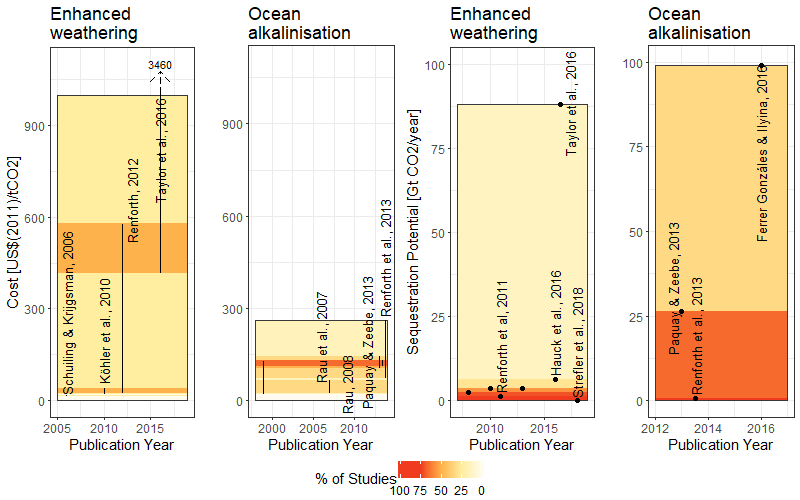 Enhanced
weathering
Ocean
alkalinisation
Enhanced
weathering
Ocean
alkalinisation
Cost [US$(2011)/tCO2]
900
600
300
0
3460
Schuiling & Krijgsman, 2006
Köhler et al., 2010
Renforth, 2012
Taylor et al., 2016
2005
2010
2015
Publication Year
900
600
300
0
Rau et al., 2007
Rau, 2008
Paquay & Zeebe, 2013
Renforth et al., 2013
2000
2005
2010
Publication Year
Sequestration Potential [Gt CO2/year]
100
75
50
25
0
Renforth et al, 2011
Hauck et al., 2016
Taylor et al., 2016
Strefler et al., 2018
2010
2015
Publication Year
100
75
50
25
0
Paquay & Zeebe, 2013
Renforth et al., 2013
Ferrer Gonzáles & Ilyina, 2016
2012
2014
2016
Publication Year
% of Studies
100 75 50 25 0